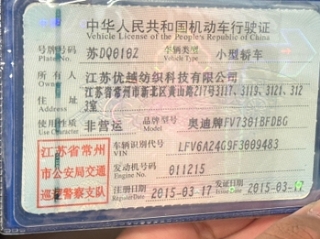 中华人民共和国机动车行驶证
Vehicle License of the People's Republic of China
号牌号码 苏DQ818Z 车辆类型 小型轿车
Plate No. Vehicle Type
所有人 江苏优越纺织科技有限公司
Owner
住址 江苏省常州市新北区黄山路217号3117、3119、3121、312
Address 3室
使用性质 非营运 奥迪牌FV7301BFDBG
Use Character Model
江苏省常州
市公安局交通
巡逻警察支队
车辆识别代号 LFV6A24G9F3009483
VIN
发动机号码 011215
Engine No.
注册日期 2015-03-17 发证日期 2015-03-17
Register Date Issue Date